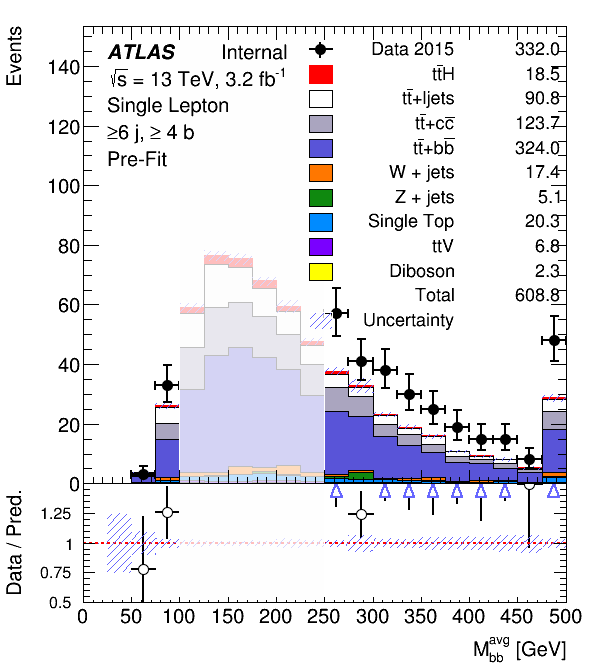 Events
ATLAS Internal
√s = 13 TeV, 3.2 fb-1
Single Lepton
≥6 j, ≥ 4 b
Pre-Fit
Data 2015 332.0
tt̄H 18.5
tt̄+ljets 90.8
tt̄+cc̄ 123.7
tt̄+bb̄ 324.0
W + jets 17.4
Z + jets 5.1
Single Top 20.3
ttV 6.8
Diboson 2.3
Total 608.8
Uncertainty
140
120
100
80
60
40
20
0
Data / Pred.
1.25
1
0.75
0.5
0 50 100 150 200 250 300 350 400 450 500
M avg bb [GeV]